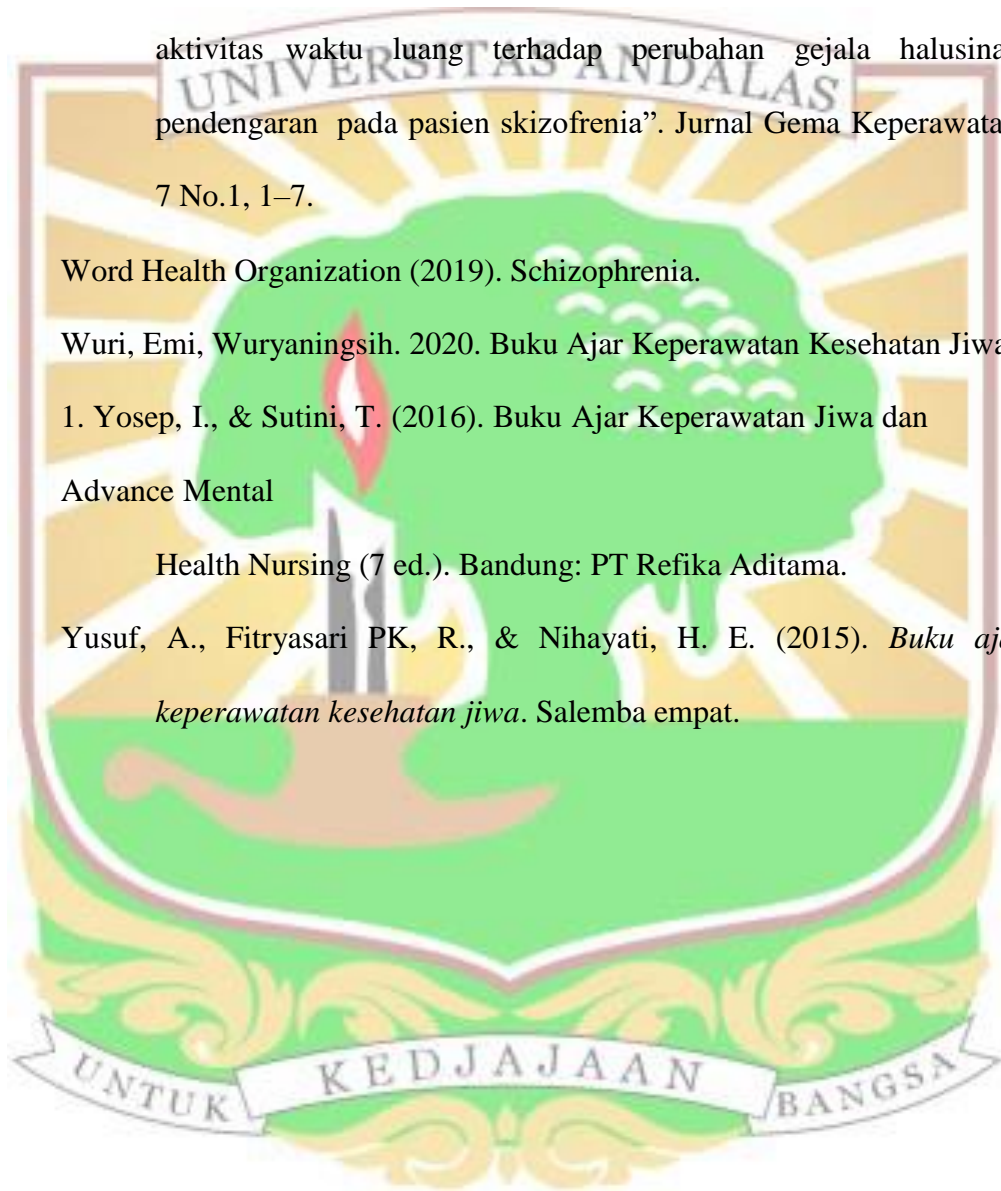 aktivitas waktu luang terhadap perubahan gejala halusina
UNIVERSITAS ANDALAS
pendengaran pada pasien skizofrenia”. Jurnal Gema Keperawata
7 No.1, 1–7.
Word Health Organization (2019). Schizophrenia.
Wuri, Emi, Wuryaningsih. 2020. Buku Ajar Keperawatan Kesehatan Jiwa
1. Yosep, I., & Sutini, T. (2016). Buku Ajar Keperawatan Jiwa dan
Advance Mental
Health Nursing (7 ed.). Bandung: PT Refika Aditama.
Yusuf, A., Fitryasari PK, R., & Nihayati, H. E. (2015). Buku aja
keperawatan kesehatan jiwa. Salemba empat.
UNTUK KEDJAJAAN BANGSA